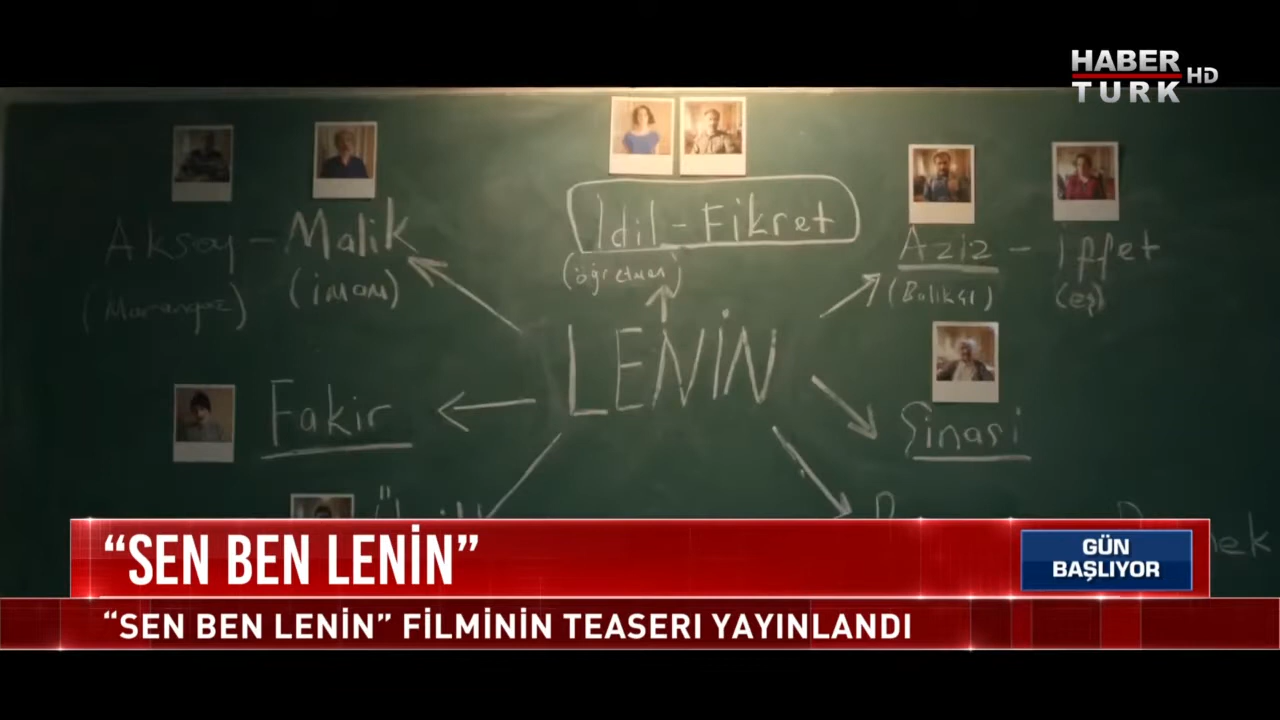 HABER
TURK HD
Aksoy - Malik
(Marangoz)
(imam)
İdil - Fikret
(öğretmen)
Aziz - İffet
(Balıkçı)
(eş)
LENİN
Fakir
Şinasi
"SEN BEN LENİN"
GÜN
BAŞLIYOR
"SEN BEN LENİN" FİLMİNİN TEASERI YAYINLANDI